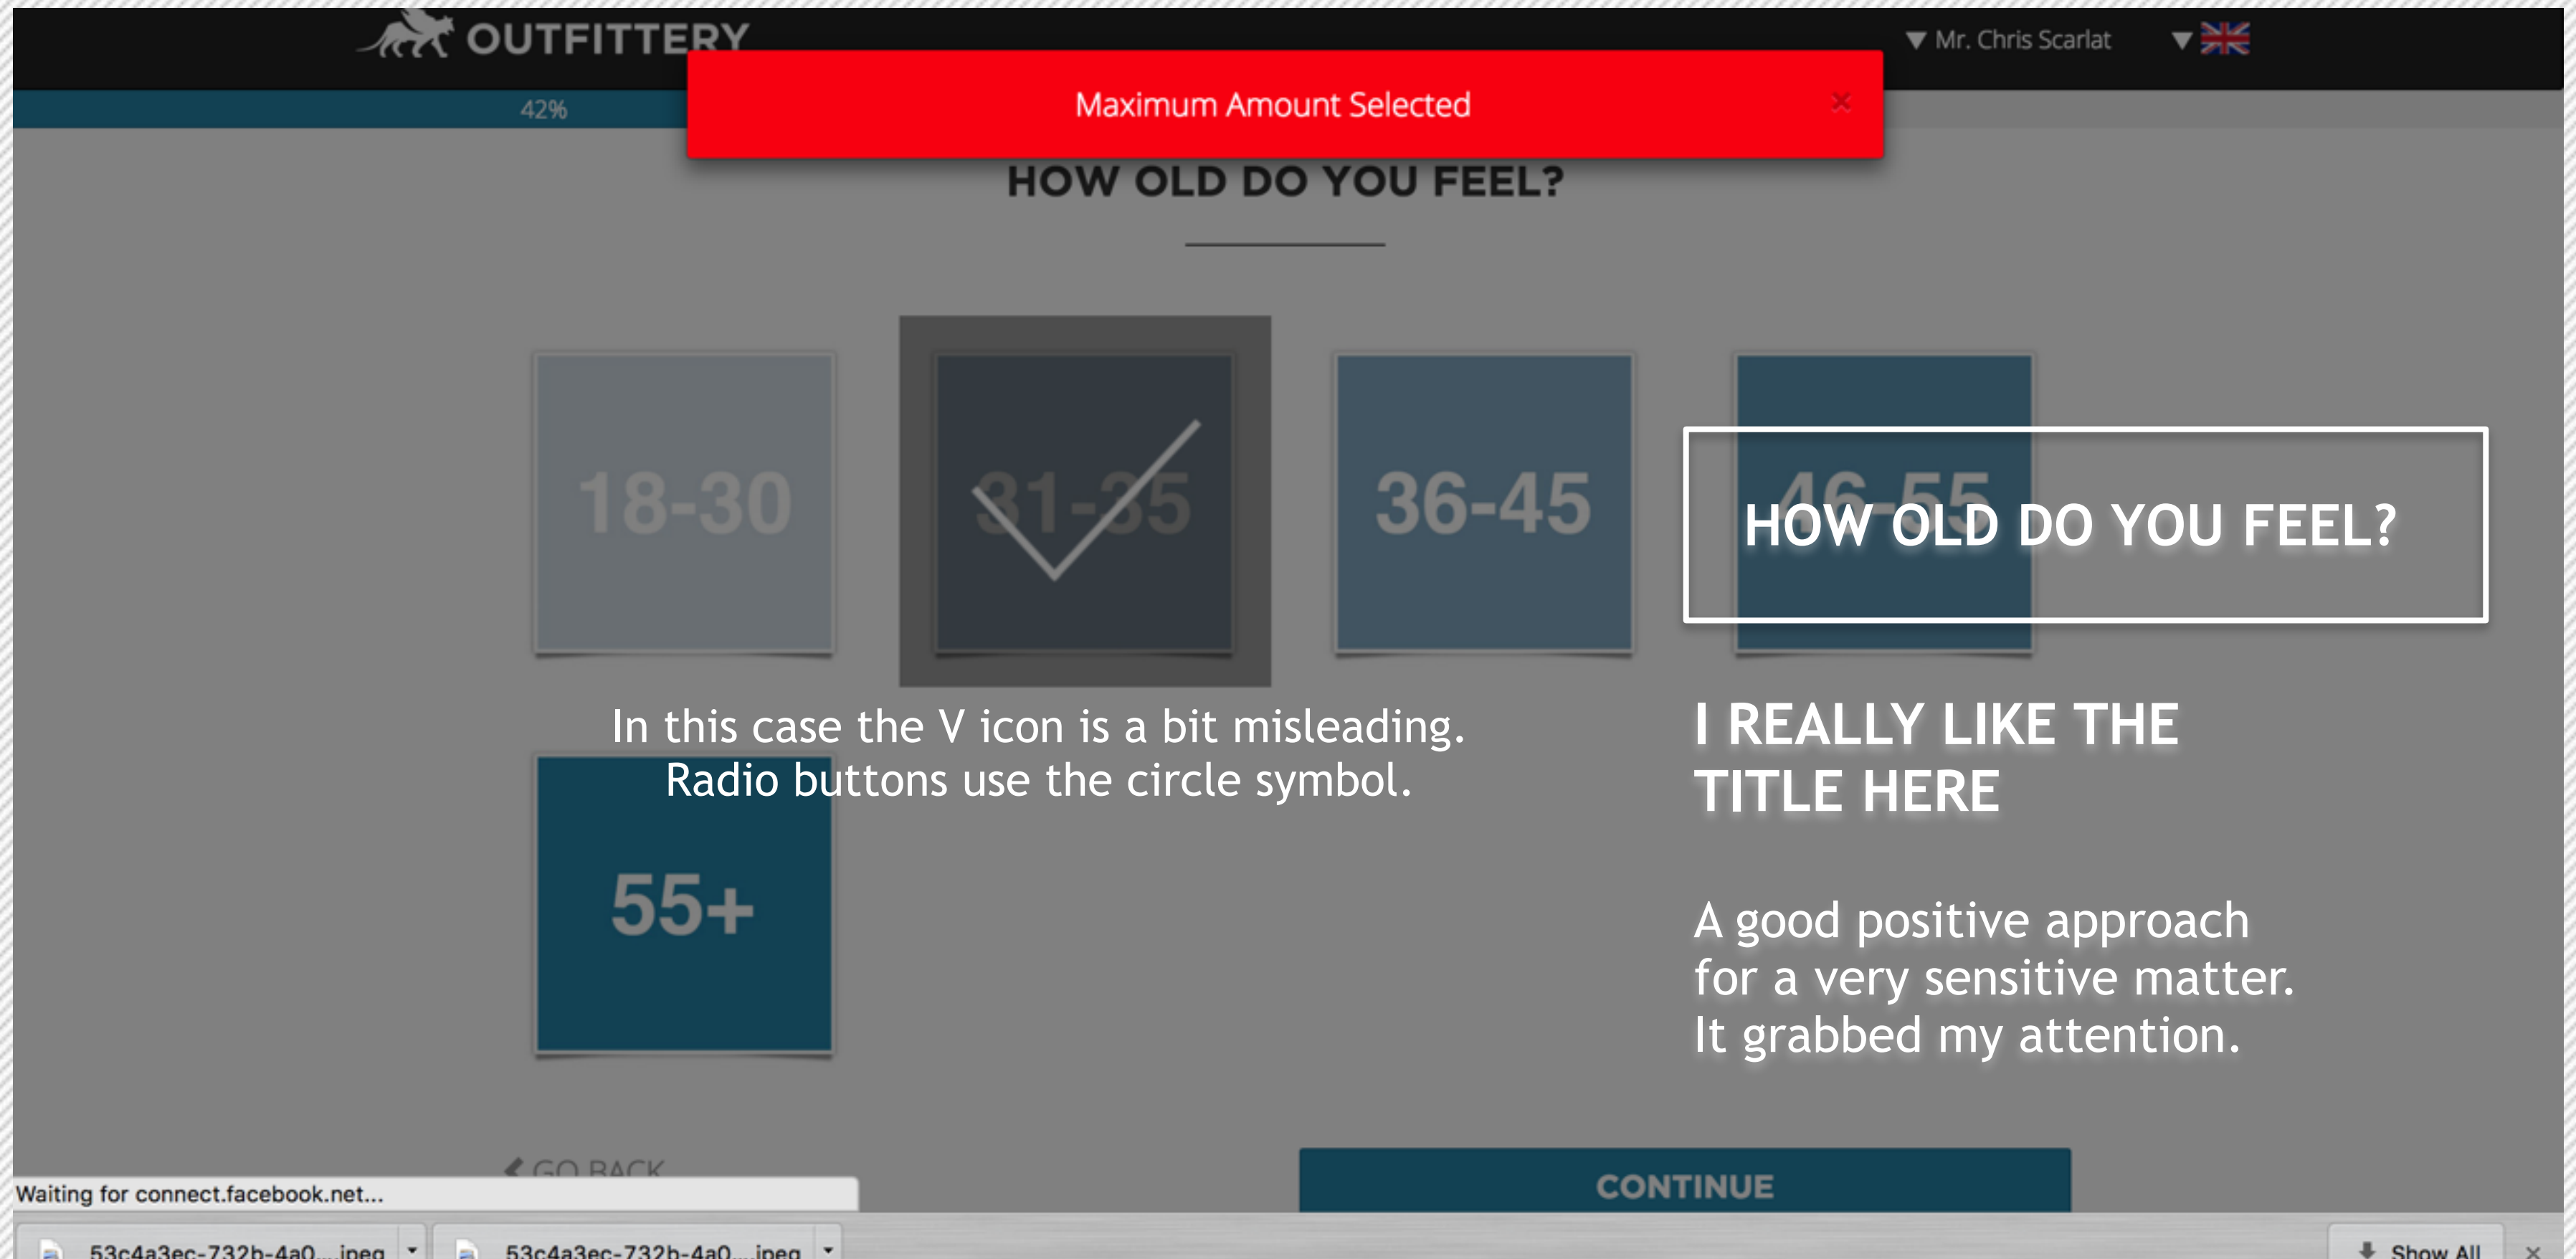 OUTFITTERY
Mr. Chris Scarlat
42%
Maximum Amount Selected
×
HOW OLD DO YOU FEEL?
18-30
31-35
36-45
46-55
HOW OLD DO YOU FEEL?
In this case the V icon is a bit misleading.
Radio buttons use the circle symbol.
I REALLY LIKE THE
TITLE HERE
55+
A good positive approach
for a very sensitive matter.
It grabbed my attention.
GO BACK
CONTINUE
Waiting for connect.facebook.net...
53c4a3ec-732b-4a0....jpeg
53c4a3ec-732b-4a0....jpeg
Show All
×